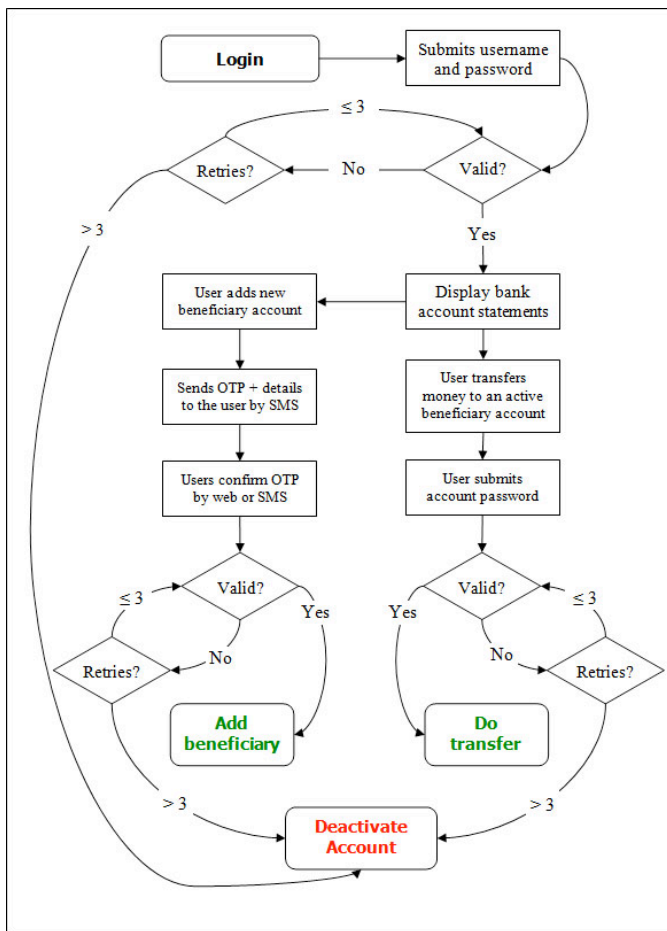 Login
Submits username
and password
≤ 3
Retries?
No
Valid?
> 3
Yes
User adds new
beneficiary account
Display bank
account statements
Sends OTP + details
to the user by SMS
User transfers
money to an active
beneficiary account
Users confirm OTP
by web or SMS
User submits
account password
Valid?
Valid?
≤ 3
Yes
Yes
≤ 3
No
No
Retries?
Retries?
Add
beneficiary
Do
transfer
> 3
> 3
Deactivate
Account